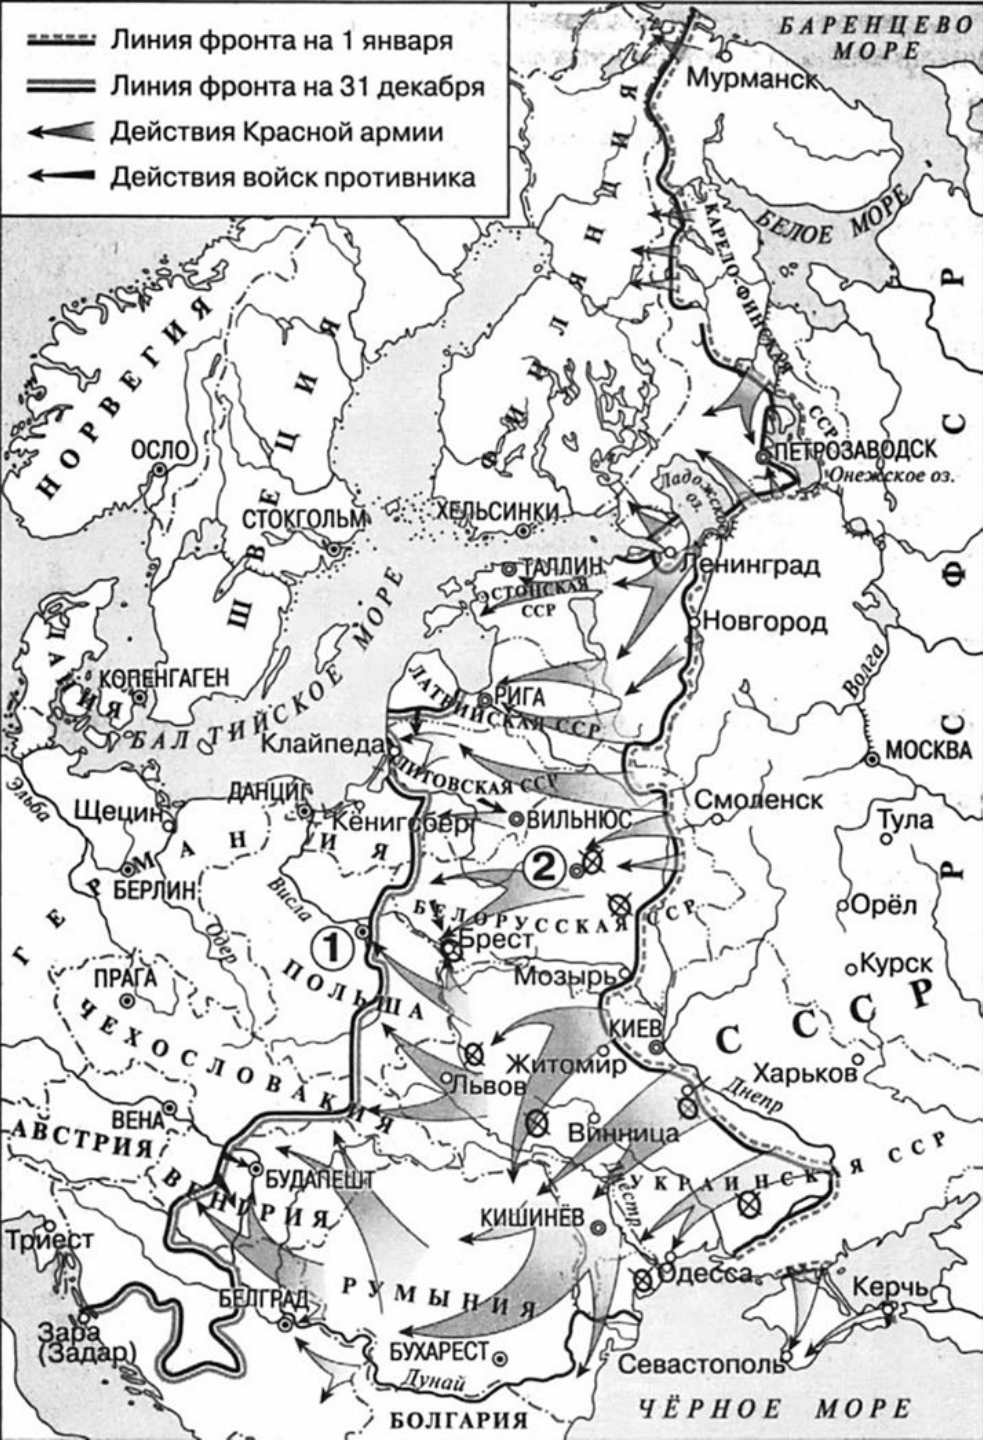 Линия фронта на 1 января
Линия фронта на 31 декабря
Действия Красной армии
Действия войск противника
БАРЕНЦЕВО
МОРЕ
Мурманск
БЕЛОЕ МОРЕ
КАРЕЛО-ФИНСКАЯ
ССР
ФИНЛЯНДИЯ
НОРВЕГИЯ
ШВЕЦИЯ
РСФСР
ОСЛО
ПЕТРОЗАВОДСК
Онежское оз.
Ладожск.
оз.
СТОКГОЛЬМ
ХЕЛЬСИНКИ
ТАЛЛИН
ЭСТОНСКАЯ
ССР
Ленинград
Новгород
ДАНИЯ
КОПЕНГАГЕН
БАЛТИЙСКОЕ МОРЕ
РИГА
ЛАТВИЙСКАЯ ССР
Волга
МОСКВА
Клайпеда
ЛИТОВСКАЯ ССР
Эльба
Щецин
ДАНЦИГ
Кёнигсберг
ВИЛЬНЮС
Смоленск
Тула
ГЕРМАНИЯ
БЕРЛИН
2
Висла
Одер
БЕЛОРУССКАЯ ССР
Орёл
1
Брест
ПОЛЬША
Мозырь
Курск
ПРАГА
ЧЕХОСЛОВАКИЯ
СССР
КИЕВ
Житомир
Львов
Харьков
Днепр
ВЕНА
АВСТРИЯ
Винница
УКРАИНСКАЯ ССР
БУДАПЕШТ
ВЕНГРИЯ
Днестр
КИШИНЁВ
Триест
Одесса
РУМЫНИЯ
БЕЛГРАД
Керчь
Зара
(Задар)
БУХАРЕСТ
Дунай
Севастополь
БОЛГАРИЯ
ЧЁРНОЕ МОРЕ